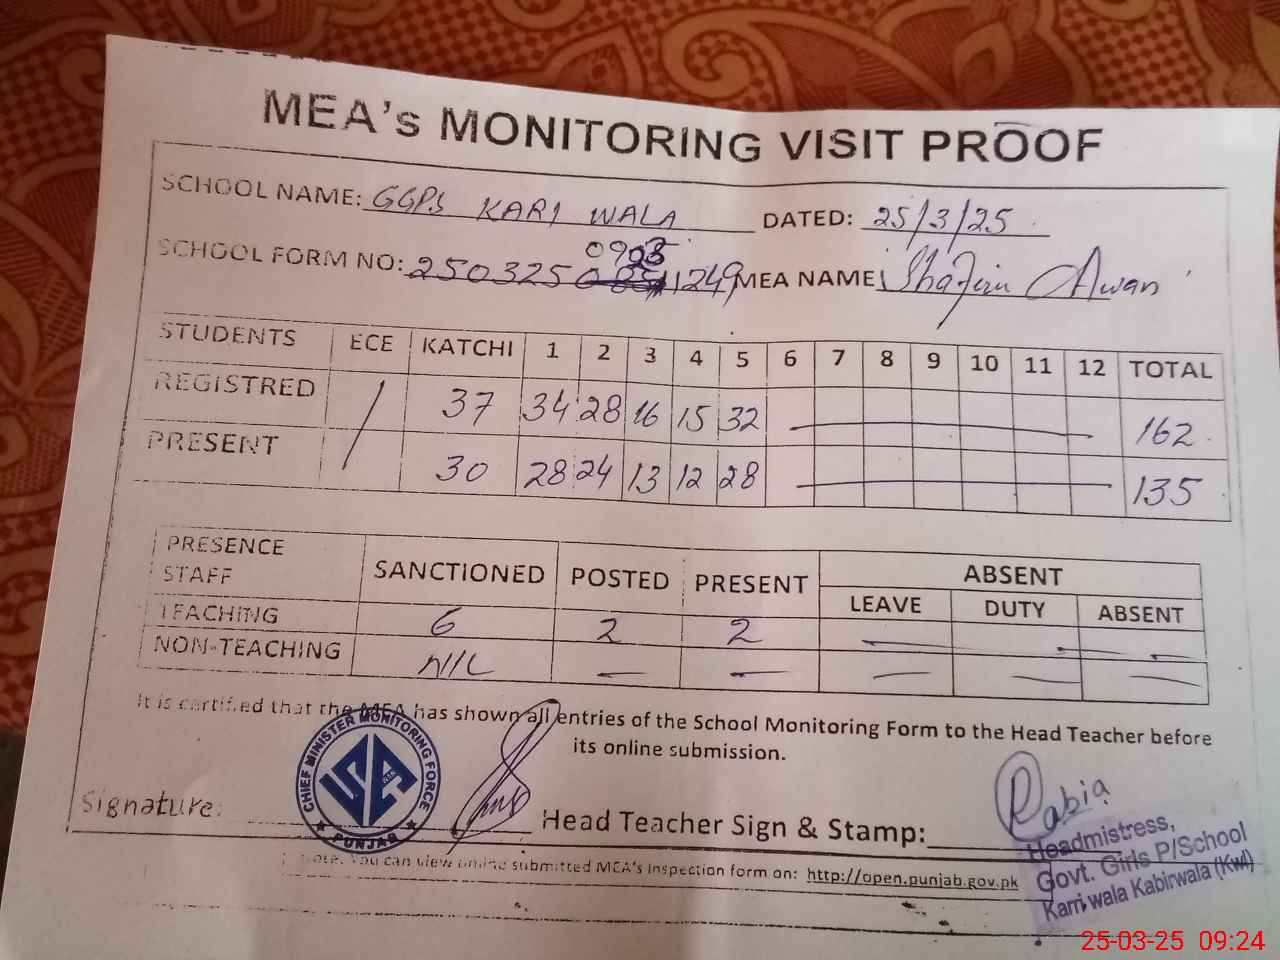 MEA's MONITORING VISIT PROOF
SCHOOL NAME: GGPS KARI WALA DATED: 25/3/25
0903
SCHOOL FORM NO: 250325 11249 MEA NAME Awan
STUDENTS ECE KATCHI 1 2 3 4 5 6 7 8 9 10 11 12 TOTAL
REGISTRED 37 34 28 16 15 32 162
PRESENT 30 28 24 13 12 28 135
PRESENCE STAFF SANCTIONED POSTED PRESENT ABSENT
LEAVE DUTY ABSENT
TEACHING 6 2 2 — — —
NON-TEACHING NIL — — — — —
It is certified that the MEA has shown all entries of the School Monitoring Form to the Head Teacher before
its online submission.
CHIEF MINISTER MONITORING FORCE
PUNJAB
Signature: Head Teacher Sign & Stamp: Rabia
Headmistress,
Govt. Girls P/School
Karri wala Kabirwala (Kwl)
Note. You can view online submitted MEA's inspection form on: http://open.punjab.gov.pk
25-03-25 09:24